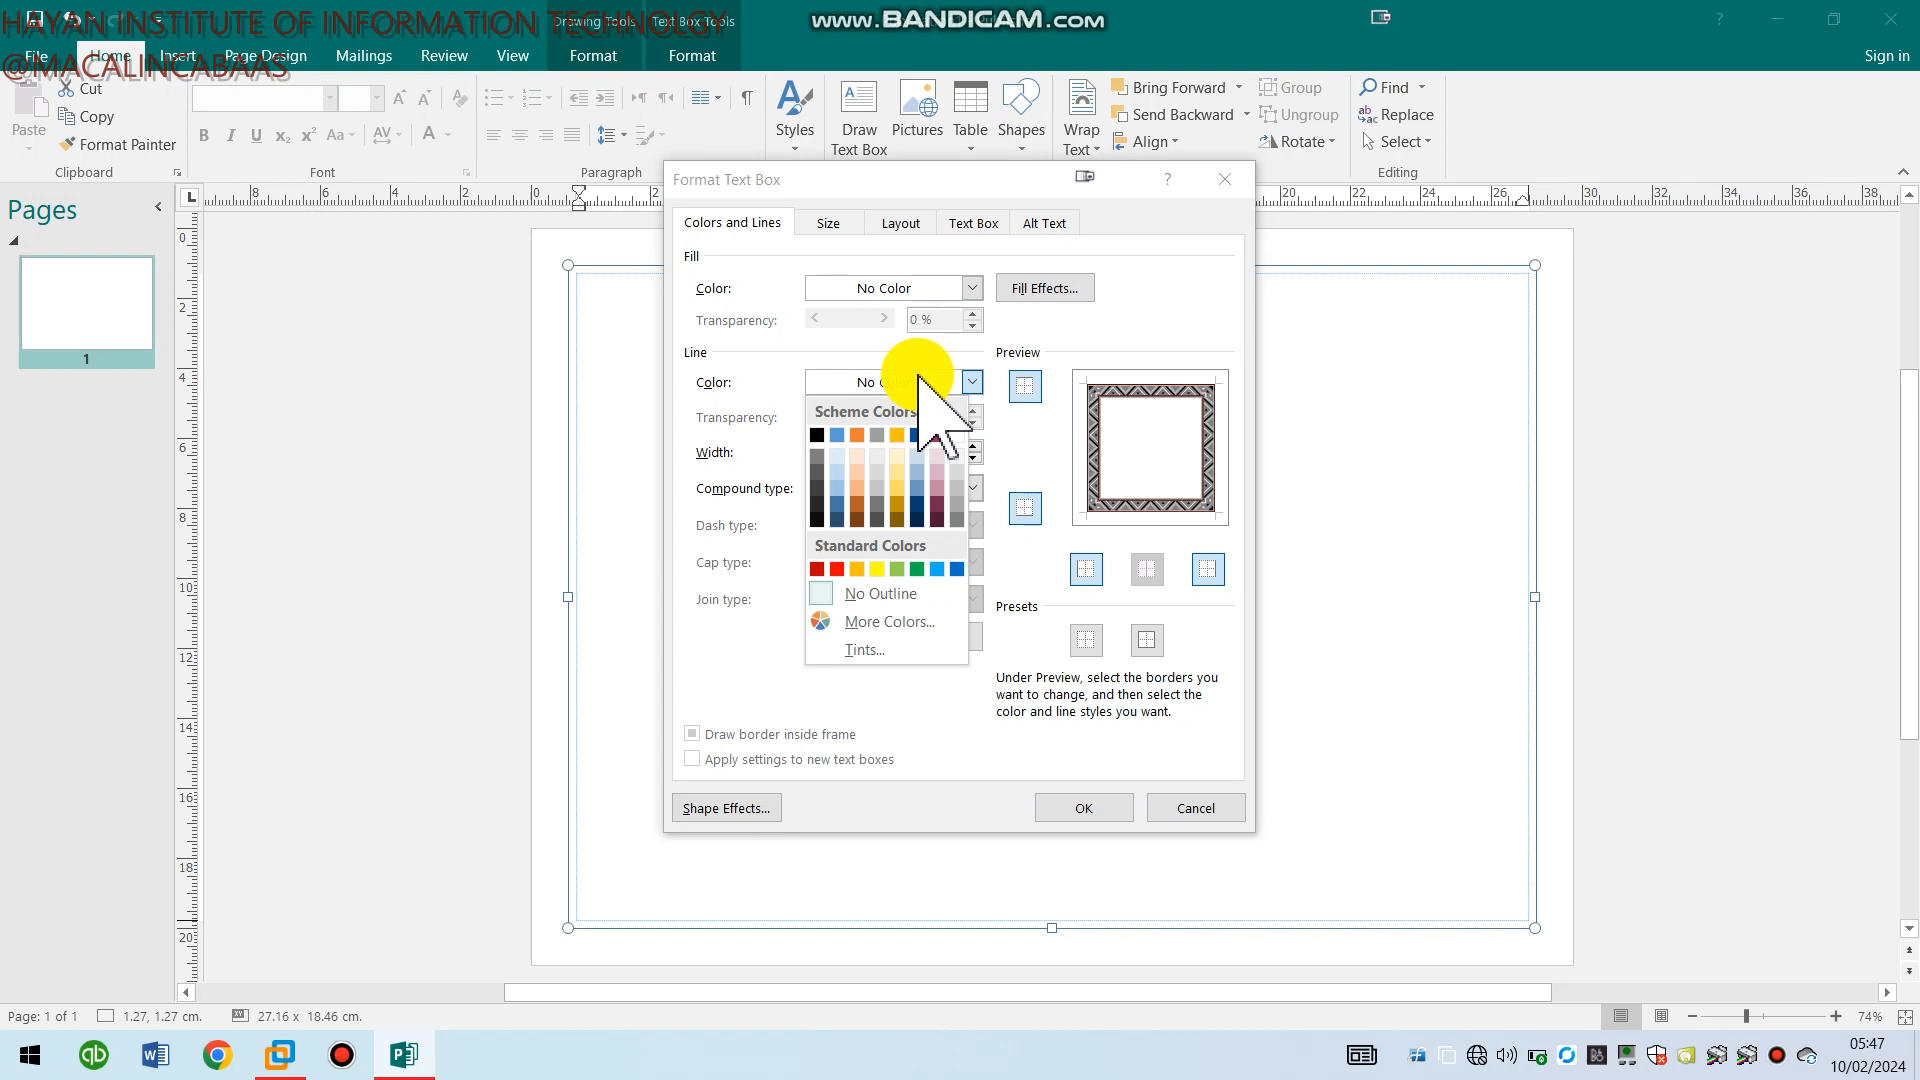 HAYAN INSTITUTE OF INFORMATION TECHNOLGY
@MACALINCABAAS
www.BANDICAM.com
Drawing Tools
Text Box Tools
File
Home
Insert
Page Design
Mailings
Review
View
Format
Format
Sign in
Paste
Cut
Copy
Format Painter
Clipboard
Font
Paragraph
Styles
Draw
Text Box
Pictures
Table
Shapes
Wrap
Text
Bring Forward
Send Backward
Align
Group
Ungroup
Rotate
Find
Replace
Select
Editing
Pages
1
Format Text Box
Colors and Lines
Size
Layout
Text Box
Alt Text
Fill
Color:
No Color
Fill Effects...
Transparency:
0 %
Line
Preview
Color:
Scheme Colors
Transparency:
Width:
Compound type:
Dash type:
Cap type:
Join type:
Standard Colors
No Outline
More Colors...
Tints...
Presets
Under Preview, select the borders you
want to change, and then select the
color and line styles you want.
Draw border inside frame
Apply settings to new text boxes
Shape Effects...
OK
Cancel
Page: 1 of 1
1.27, 1.27 cm.
27.16 x 18.46 cm.
74%
05:47
10/02/2024